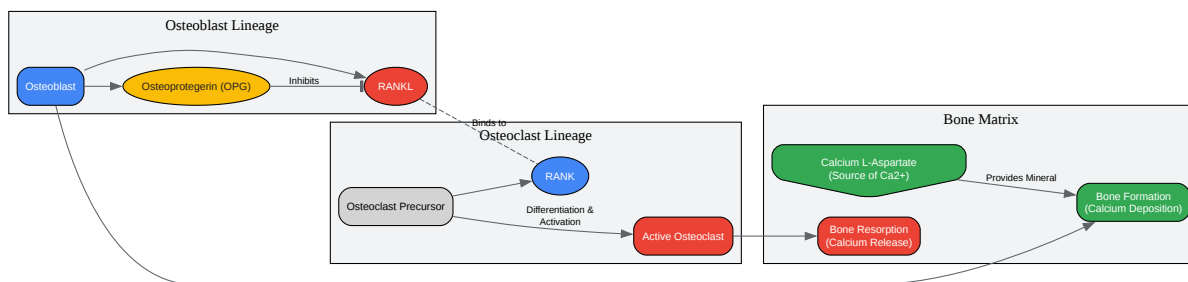 Osteoblast Lineage
Osteoblast
Osteoprotegerin (OPG)
Inhibits
RANKL
Binds to
Osteoclast Lineage
RANK
Osteoclast Precursor
Differentiation &
Activation
Active Osteoclast
Bone Matrix
Calcium L-Aspartate
(Source of Ca2+)
Provides Mineral
Bone Formation
(Calcium Deposition)
Bone Resorption
(Calcium Release)